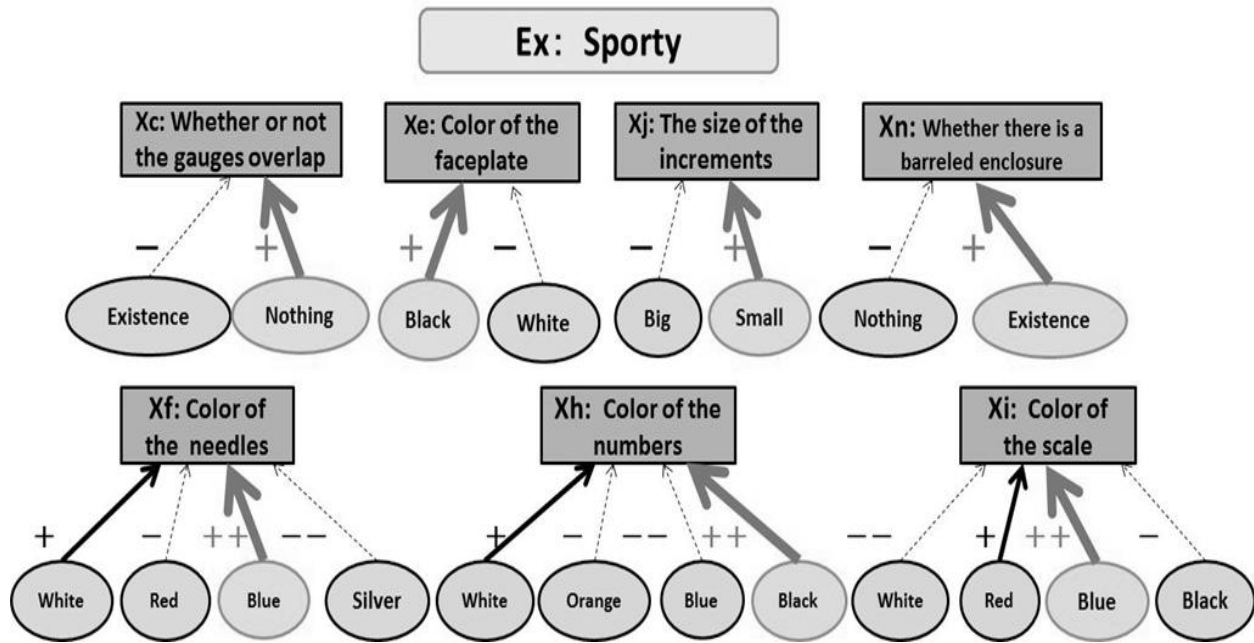 Ex: Sporty
Xc: Whether or not
the gauges overlap
Xe: Color of the
faceplate
Xj: The size of the
increments
Xn: Whether there is a
barreled enclosure
− + + − − + − +
Existence Nothing Black White Big Small Nothing Existence
Xf: Color of
the needles
Xh: Color of the
numbers
Xi: Color of
the scale
+ − ++ −− + − −− ++ −− + ++ −
White Red Blue Silver White Orange Blue Black White Red Blue Black